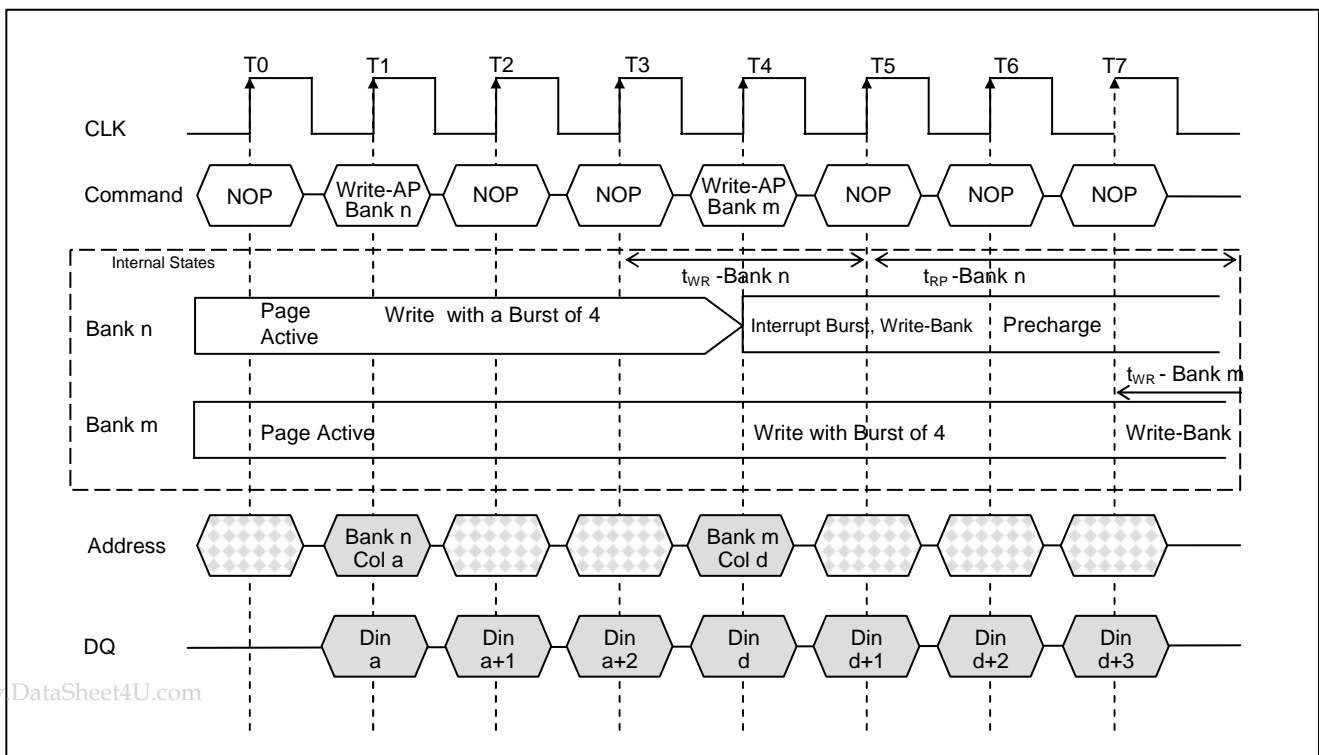 T0 T1 T2 T3 T4 T5 T6 T7
CLK
Command NOP Write-AP Bank n NOP NOP Write-AP Bank m NOP NOP NOP
Internal States
tWR -Bank n tRP -Bank n
Bank n Page Active Write with a Burst of 4 Interrupt Burst, Write-Bank Precharge
tWR - Bank m
Bank m Page Active Write with Burst of 4 Write-Bank
Address Bank n Col a Bank m Col d
DQ Din a Din a+1 Din a+2 Din d Din d+1 Din d+2 Din d+3
.DataSheet4U.com